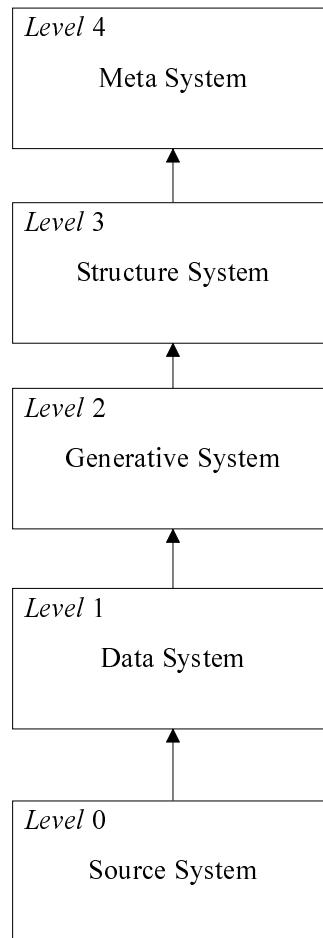 Level 4
Meta System
Level 3
Structure System
Level 2
Generative System
Level 1
Data System
Level 0
Source System